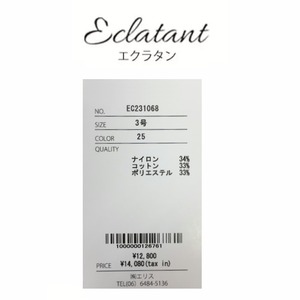 Eclatant
エクラタン
NO. EC231068
SIZE 3号
COLOR 25
QUALITY
ナイロン 34%
コットン 33%
ポリエステル 33%
1000000126761
¥12,800
PRICE ¥14,080(tax in)
㈱エリス
TEL(06) 6484-5136